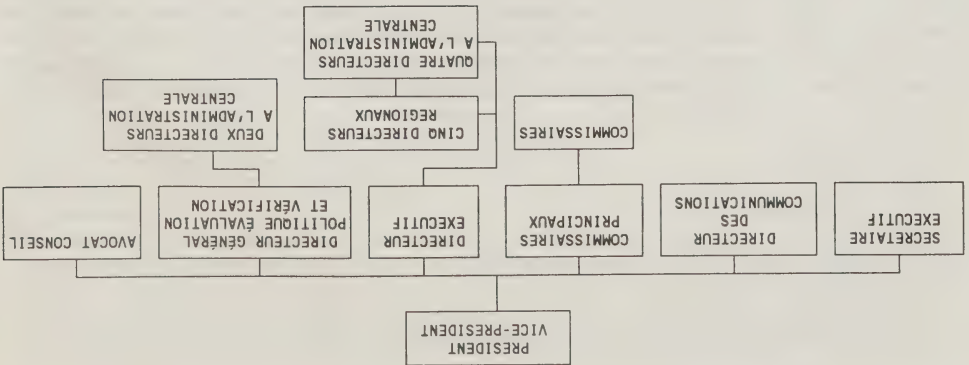 PRESIDENT
VICE-PRESIDENT
SECRETAIRE
EXECUTIF
DIRECTEUR
DES
COMMUNICATIONS
COMMISSAIRES
PRINCIPAUX
DIRECTEUR
EXECUTIF
DIRECTEUR GÉNÉRAL
POLITIQUE ÉVALUATION
ET VÉRIFICATION
AVOCAT CONSEIL
COMMISSAIRES
CINQ DIRECTEURS
REGIONAUX
QUATRE DIRECTEURS
A L'ADMINISTRATION
CENTRALE
DEUX DIRECTEURS
A L'ADMINISTRATION
CENTRALE